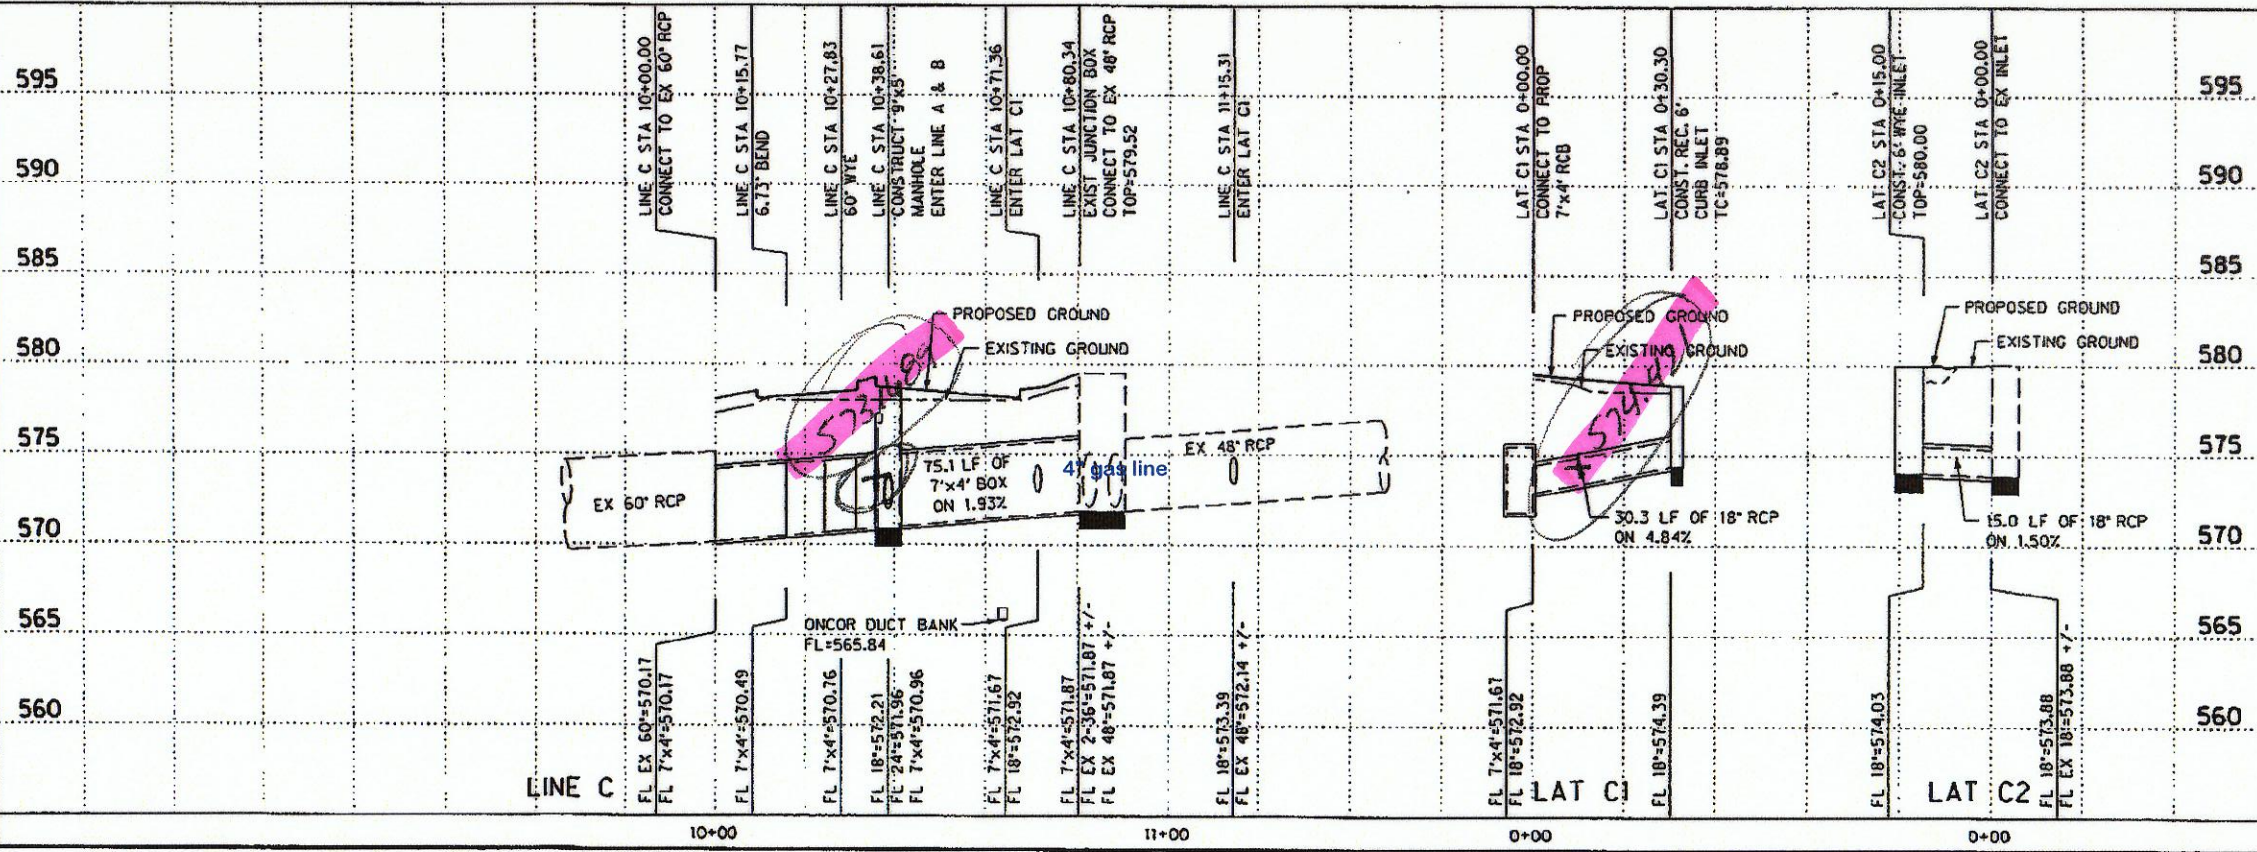 595
590
585
580
575
570
565
560
LINE C STA 10+00.00
CONNECT TO EX 60" RCP
LINE C STA 10+15.77
6.73° BEND
LINE C STA 10+27.83
60° WYE
LINE C STA 10+38.61
CONSTRUCT 9'x5'
MANHOLE
ENTER LINE A & B
LINE C STA 10+71.36
ENTER LAT C1
LINE C STA 10+80.34
EXIST JUNCTION BOX
CONNECT TO EX 48" RCP
TOP=579.52
LINE C STA 11+15.31
ENTER LAT C1
LAT C1 STA 0+00.00
CONNECT TO PROP
7'x4' RCB
LAT C1 STA 0+30.30
CONST. REC. 6'
CURB INLET
TC=578.89
LAT C2 STA 0+15.00
CONST. 6' WYE INLET
TOP=580.00
LAT C2 STA 0+00.00
CONNECT TO EX INLET
595
590
585
580
575
570
565
560
PROPOSED GROUND
EXISTING GROUND
EX 60" RCP
75.1 LF OF
7'x4' BOX
ON 1.93%
4" gas line
EX 48" RCP
ONCOR DUCT BANK
FL=565.84
PROPOSED GROUND
EXISTING GROUND
574.491
30.3 LF OF 18" RCP
ON 4.84%
PROPOSED GROUND
EXISTING GROUND
15.0 LF OF 18" RCP
ON 1.50%
FL EX 60"=570.17
FL 7'x4'=570.17
FL 7'x4'=570.49
FL 7'x4'=570.76
FL 18"=572.21
FL 24"=571.96
FL 7'x4'=570.96
FL 7'x4'=571.67
FL 18"=572.92
FL 7'x4'=571.87
FL EX 2-36"=571.87 +/-
FL EX 48"=571.87 +/-
FL 18"=573.39
FL EX 48"=572.14 +/-
FL 7'x4'=571.67
FL 18"=572.92
FL 18"=574.39
FL 18"=574.03
FL 18"=573.88
FL EX 18"=573.88 +/-
LINE C
LAT C1
LAT C2
10+00
11+00
0+00
0+00